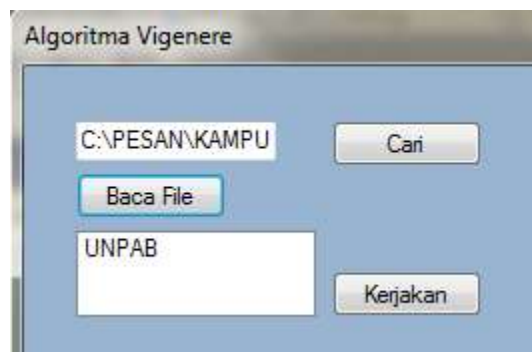 Algoritma Vigenere
C:\PESAN\KAMPU
Cari
Baca File
UNPAB
Kerjakan